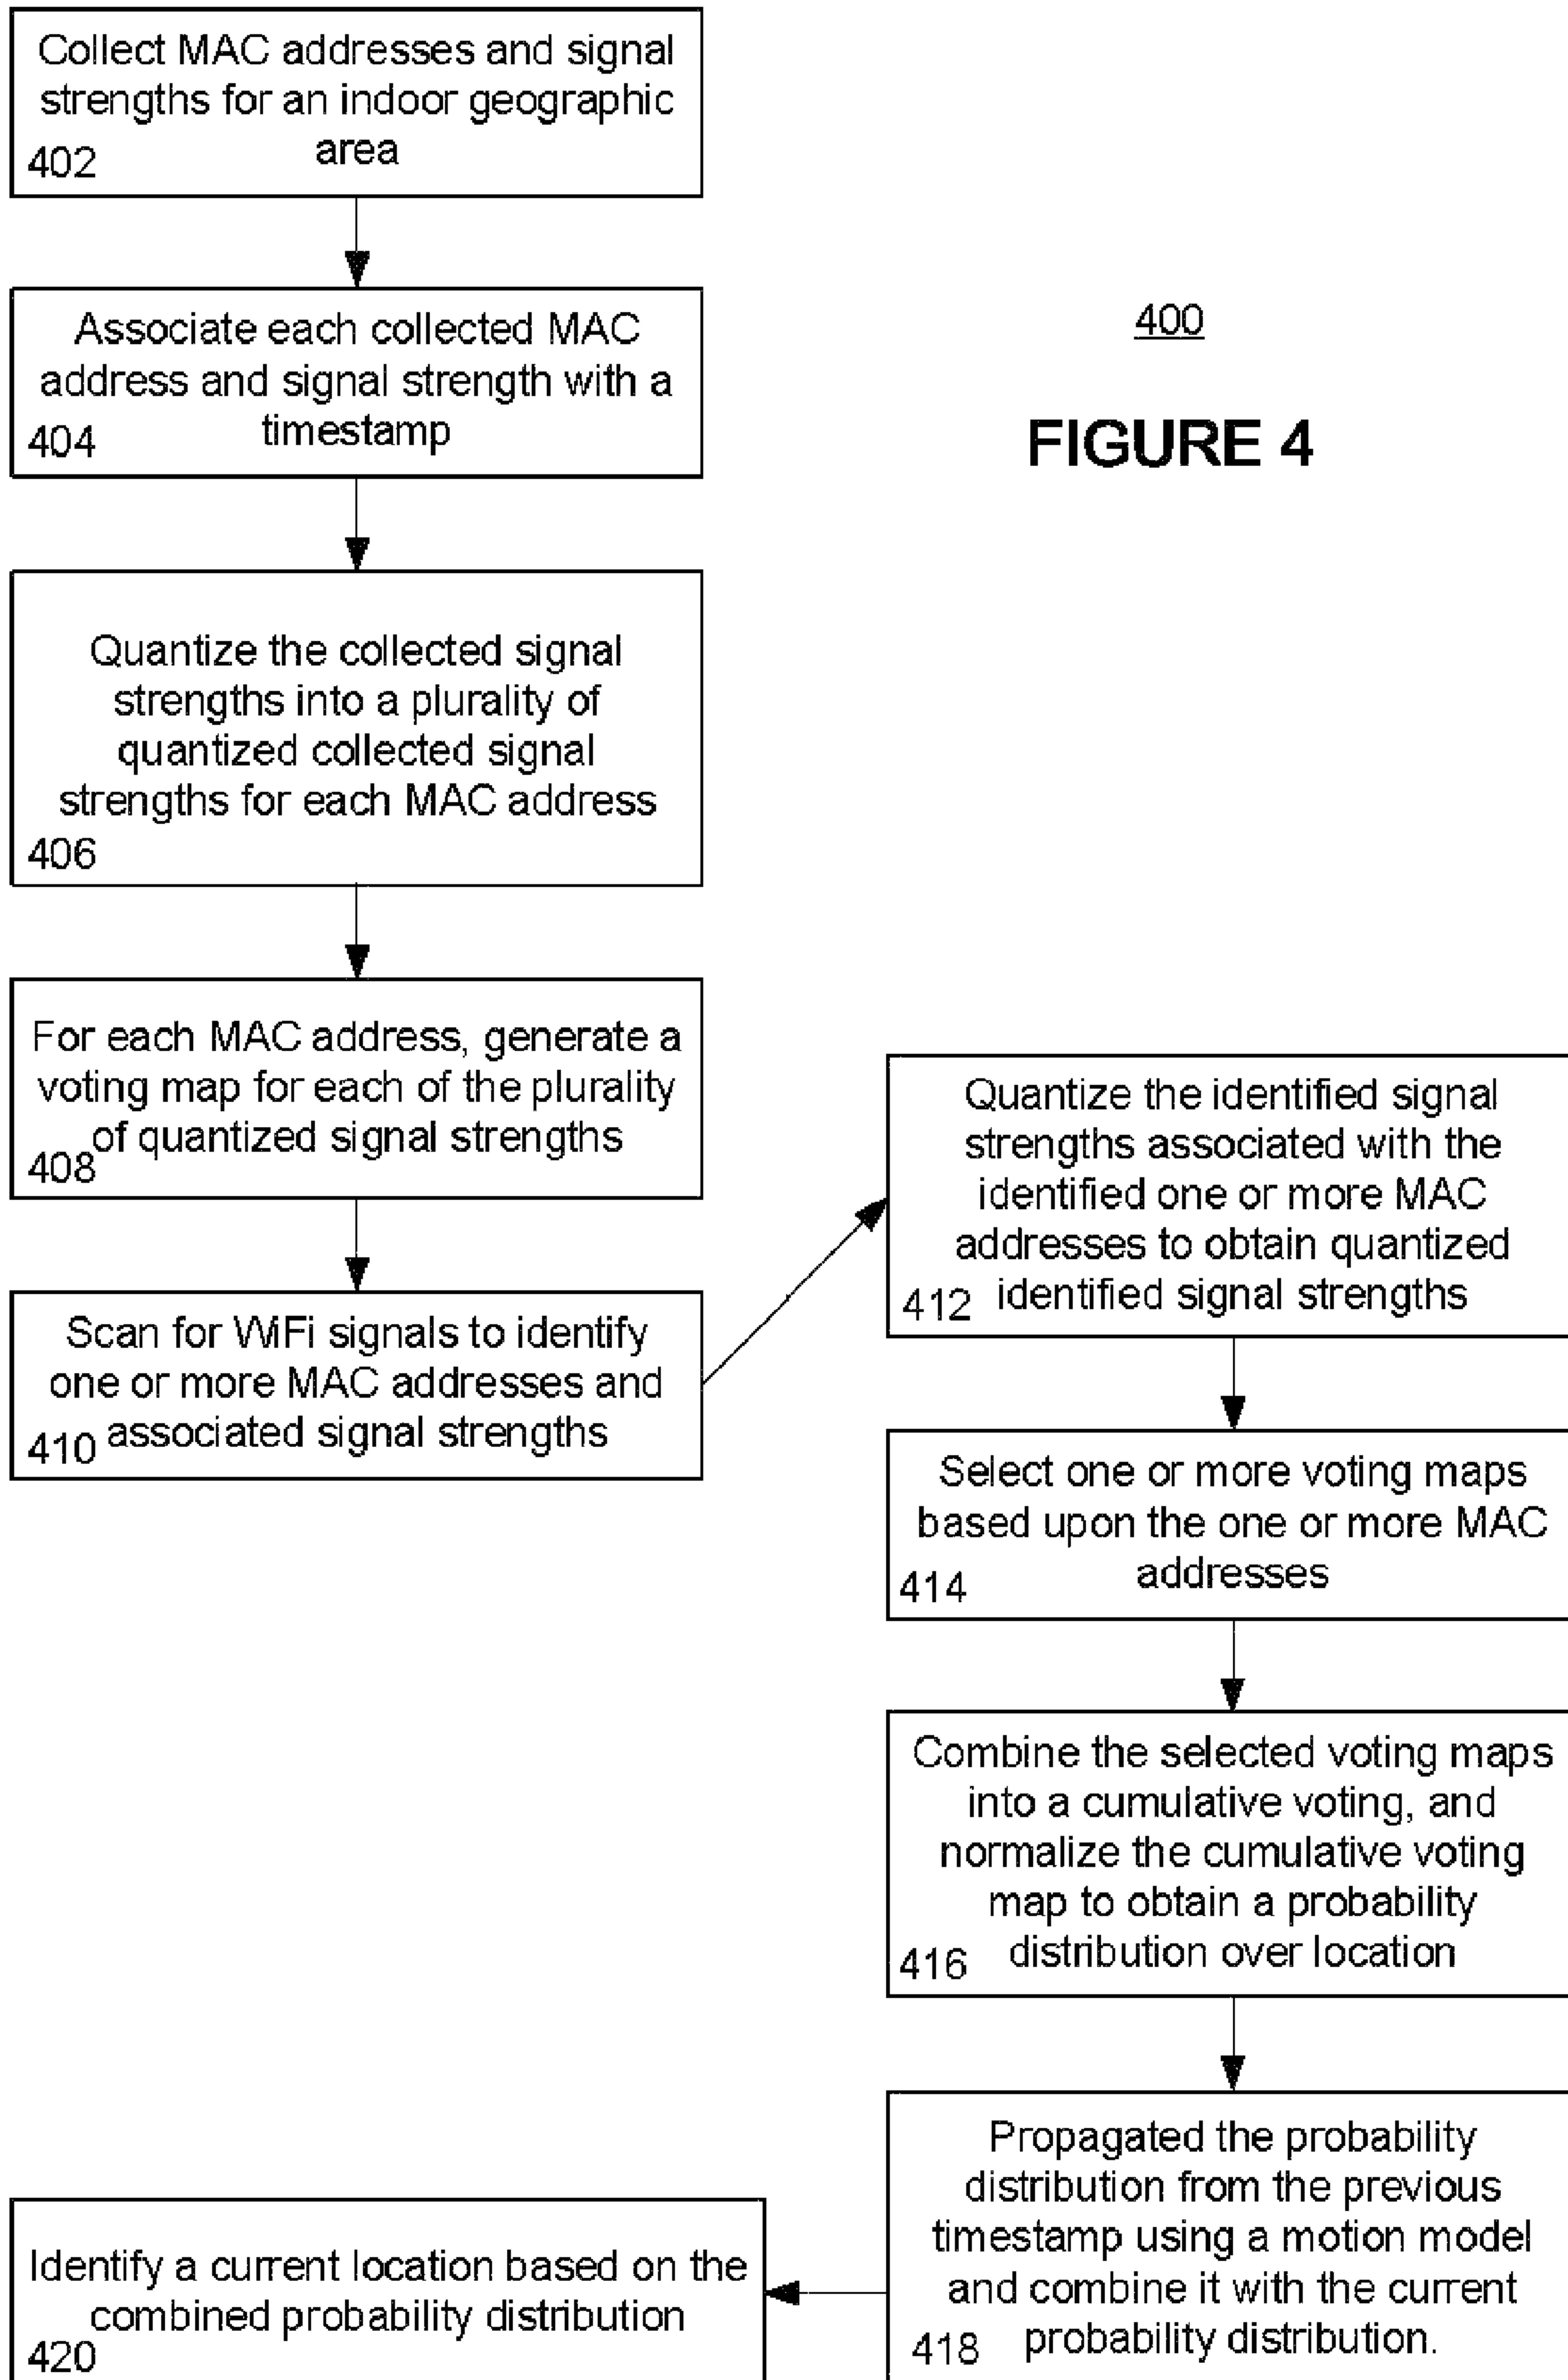 Collect MAC addresses and signal
strengths for an indoor geographic
area
402
Associate each collected MAC
address and signal strength with a
timestamp
404
400
FIGURE 4
Quantize the collected signal
strengths into a plurality of
quantized collected signal
strengths for each MAC address
406
For each MAC address, generate a
voting map for each of the plurality
of quantized signal strengths
408
Scan for WiFi signals to identify
one or more MAC addresses and
associated signal strengths
410
Quantize the identified signal
strengths associated with the
identified one or more MAC
addresses to obtain quantized
identified signal strengths
412
Select one or more voting maps
based upon the one or more MAC
addresses
414
Combine the selected voting maps
into a cumulative voting, and
normalize the cumulative voting
map to obtain a probability
distribution over location
416
Propagated the probability
distribution from the previous
timestamp using a motion model
and combine it with the current
probability distribution.
418
Identify a current location based on the
combined probability distribution
420